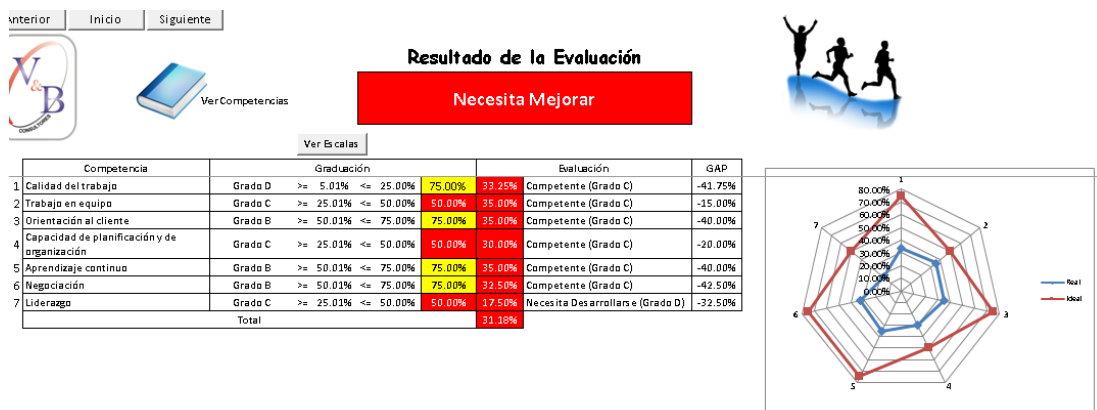 Anterior Inicio Siguiente
V&B
CONSULTORES
Ver Competencias
Resultado de la Evaluación
Necesita Mejorar
Ver Escalas
Competencia Graduación Evaluación GAP
1 Calidad del trabajo Grado D >= 5.01% <= 25.00% 75.00% 33.25% Competente (Grado C) -41.75%
2 Trabajo en equipo Grado C >= 25.01% <= 50.00% 50.00% 35.00% Competente (Grado C) -15.00%
3 Orientación al cliente Grado B >= 50.01% <= 75.00% 75.00% 35.00% Competente (Grado C) -40.00%
4 Capacidad de planificación y de organización Grado C >= 25.01% <= 50.00% 50.00% 30.00% Competente (Grado C) -20.00%
5 Aprendizaje continuo Grado B >= 50.01% <= 75.00% 75.00% 35.00% Competente (Grado C) -40.00%
6 Negociación Grado B >= 50.01% <= 75.00% 75.00% 32.50% Competente (Grado C) -42.50%
7 Liderazgo Grado C >= 25.01% <= 50.00% 50.00% 17.50% Necesita Desarrollarse (Grado D) -32.50%
Total 31.18%
1
80.00%
70.00%
60.00%
50.00%
40.00%
30.00%
20.00%
10.00%
0.00%
7 2
6 3
5 4
Real
Ideal